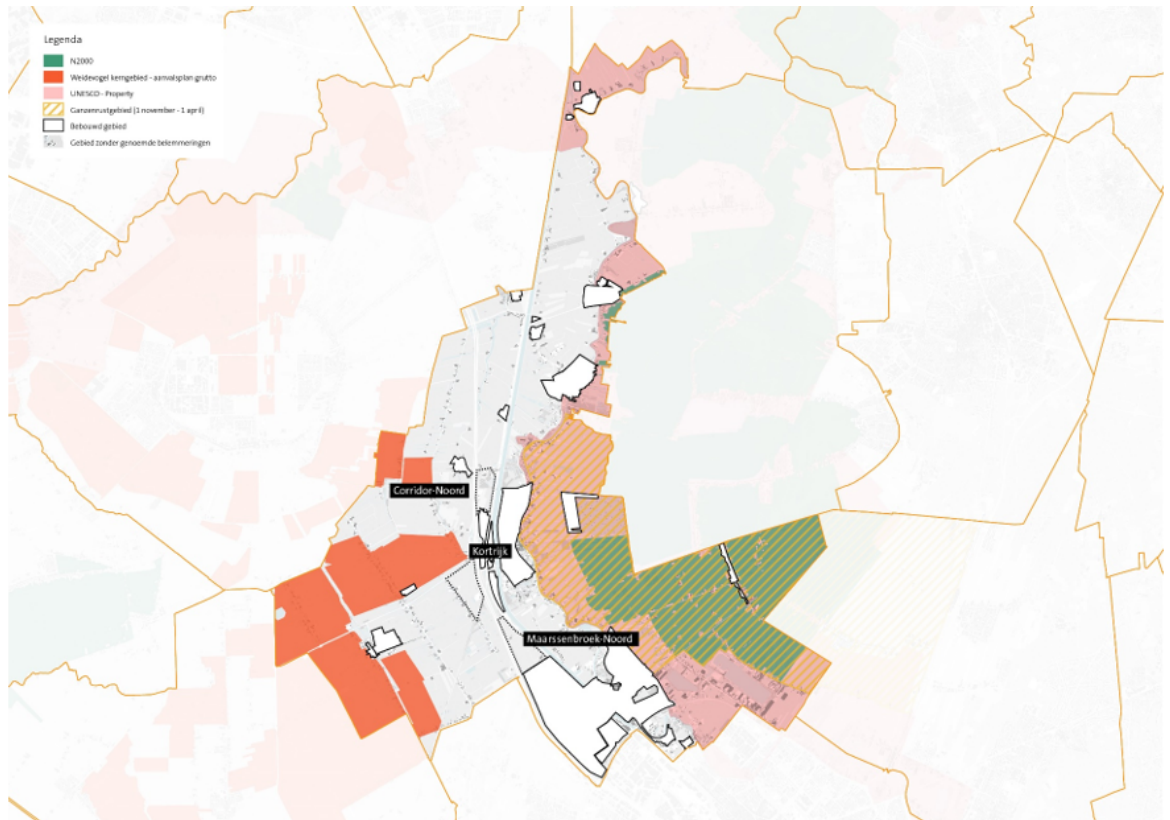 Legenda
N2000
Weidevogel kerngebied - aanvalsplan grutto
UNESCO - Property
Ganzenrustgebied (1 november - 1 april)
Bebouwd gebied
Gebied zonder genoemde belemmeringen
Corridor-Noord
Kortrijk
Maarssenbroek-Noord